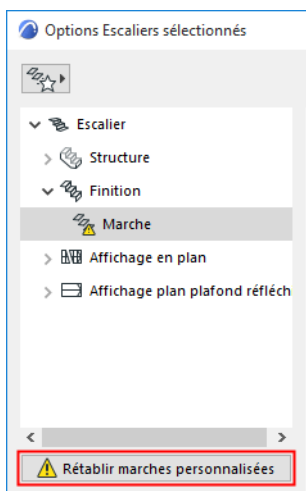 Options Escaliers sélectionnés
Escalier
Structure
Finition
Marche
Affichage en plan
Affichage plan plafond réfléch
Rétablir marches personnalisées